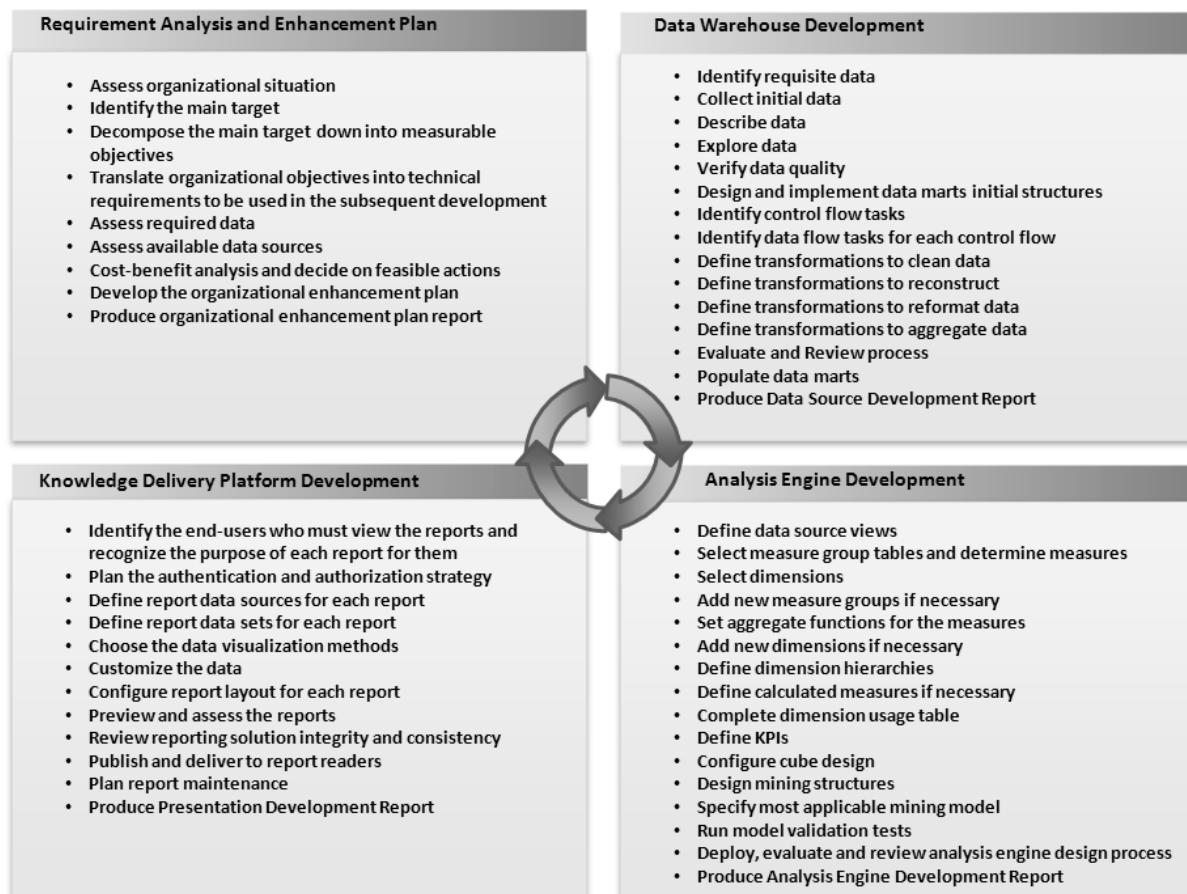 Requirement Analysis and Enhancement Plan
• Assess organizational situation
• Identify the main target
• Decompose the main target down into measurable
objectives
• Translate organizational objectives into technical
requirements to be used in the subsequent development
• Assess required data
• Assess available data sources
• Cost-benefit analysis and decide on feasible actions
• Develop the organizational enhancement plan
• Produce organizational enhancement plan report
Data Warehouse Development
• Identify requisite data
• Collect initial data
• Describe data
• Explore data
• Verify data quality
• Design and implement data marts initial structures
• Identify control flow tasks
• Identify data flow tasks for each control flow
• Define transformations to clean data
• Define transformations to reconstruct
• Define transformations to reformat data
• Define transformations to aggregate data
• Evaluate and Review process
• Populate data marts
• Produce Data Source Development Report
Knowledge Delivery Platform Development
• Identify the end-users who must view the reports and
recognize the purpose of each report for them
• Plan the authentication and authorization strategy
• Define report data sources for each report
• Define report data sets for each report
• Choose the data visualization methods
• Customize the data
• Configure report layout for each report
• Preview and assess the reports
• Review reporting solution integrity and consistency
• Publish and deliver to report readers
• Plan report maintenance
• Produce Presentation Development Report
Analysis Engine Development
• Define data source views
• Select measure group tables and determine measures
• Select dimensions
• Add new measure groups if necessary
• Set aggregate functions for the measures
• Add new dimensions if necessary
• Define dimension hierarchies
• Define calculated measures if necessary
• Complete dimension usage table
• Define KPIs
• Configure cube design
• Design mining structures
• Specify most applicable mining model
• Run model validation tests
• Deploy, evaluate and review analysis engine design process
• Produce Analysis Engine Development Report